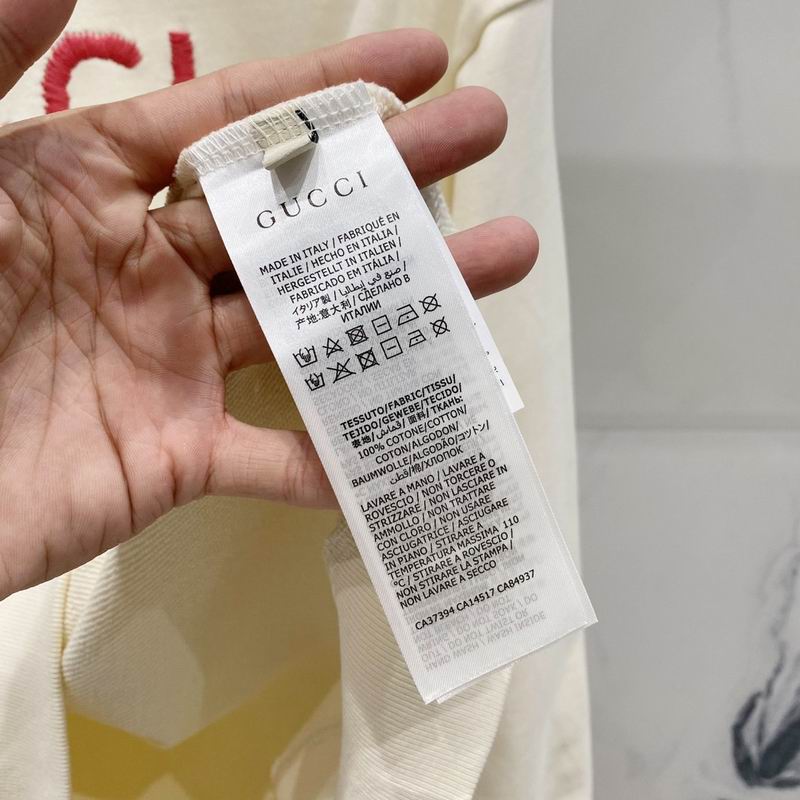 CI
GUCCI
MADE IN ITALY / FABRIQUÉ EN
ITALIE / HECHO EN ITALIA /
HERGESTELLT IN ITALIEN /
FABRICADO EM ITÁLIA /
イタリア製 / صنع في إيطاليا /
产地:意大利 / СДЕЛАНО В
ИТАЛИИ
TESSUTO/FABRIC/TISSU/
TEJIDO/GEWEBE/TECIDO/
表地/قماش/面料/ТКАНЬ:
100% COTONE/COTTON/
COTON/ALGODON/
BAUMWOLLE/ALGODÃO/コットン/
قطن/棉/ХЛОПОК
LAVARE A MANO / LAVARE A
ROVESCIO / NON TORCERE O
STRIZZARE / NON LASCIARE IN
AMMOLLO / NON TRATTARE
CON CLORO / NON USARE
ASCIUGATRICE / ASCIUGARE
IN PIANO / STIRARE A
TEMPERATURA MASSIMA 110
°C / STIRARE A ROVESCIO /
NON STIRARE LA STAMPA /
NON LAVARE A SECCO
CA37394 CA14517 CA84937